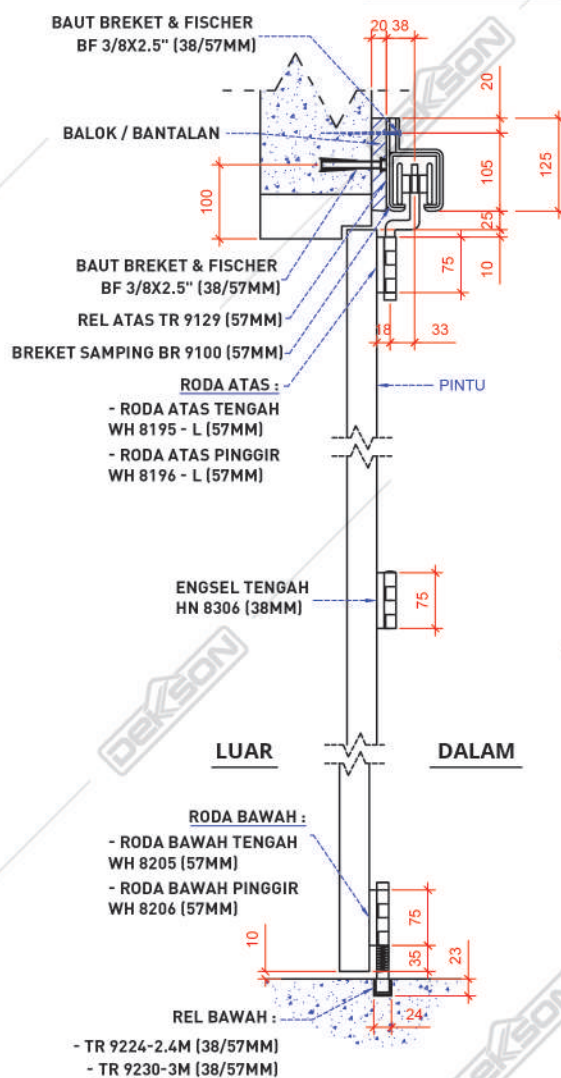 BAUT BREKET & FISCHER
BF 3/8X2.5" (38/57MM)
20
38
20
BALOK / BANTALAN
105
125
100
25
10
75
BAUT BREKET & FISCHER
BF 3/8X2.5" (38/57MM)
REL ATAS TR 9129 (57MM)
18
33
BREKET SAMPING BR 9100 (57MM)
RODA ATAS :
PINTU
- RODA ATAS TENGAH
WH 8195 - L (57MM)
- RODA ATAS PINGGIR
WH 8196 - L (57MM)
ENGSEL TENGAH
HN 8306 (38MM)
75
DEKSON
LUAR
DALAM
RODA BAWAH :
- RODA BAWAH TENGAH
WH 8205 (57MM)
- RODA BAWAH PINGGIR
WH 8206 (57MM)
75
10
35
23
REL BAWAH :
24
- TR 9224-2.4M (38/57MM)
- TR 9230-3M (38/57MM)
DEKSON
DEKSON